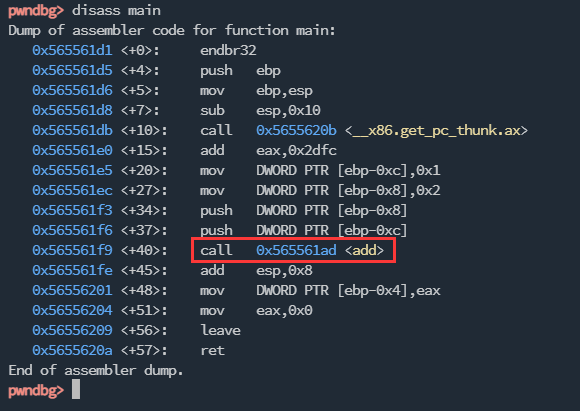 pwndbg> disass main
Dump of assembler code for function main:
   0x565561d1 <+0>:     endbr32
   0x565561d5 <+4>:     push   ebp
   0x565561d6 <+5>:     mov    ebp,esp
   0x565561d8 <+7>:     sub    esp,0x10
   0x565561db <+10>:    call   0x5655620b <__x86.get_pc_thunk.ax>
   0x565561e0 <+15>:    add    eax,0x2dfc
   0x565561e5 <+20>:    mov    DWORD PTR [ebp-0xc],0x1
   0x565561ec <+27>:    mov    DWORD PTR [ebp-0x8],0x2
   0x565561f3 <+34>:    push   DWORD PTR [ebp-0x8]
   0x565561f6 <+37>:    push   DWORD PTR [ebp-0xc]
   0x565561f9 <+40>:    call   0x565561ad <add>
   0x565561fe <+45>:    add    esp,0x8
   0x56556201 <+48>:    mov    DWORD PTR [ebp-0x4],eax
   0x56556204 <+51>:    mov    eax,0x0
   0x56556209 <+56>:    leave
   0x5655620a <+57>:    ret
End of assembler dump.
pwndbg>